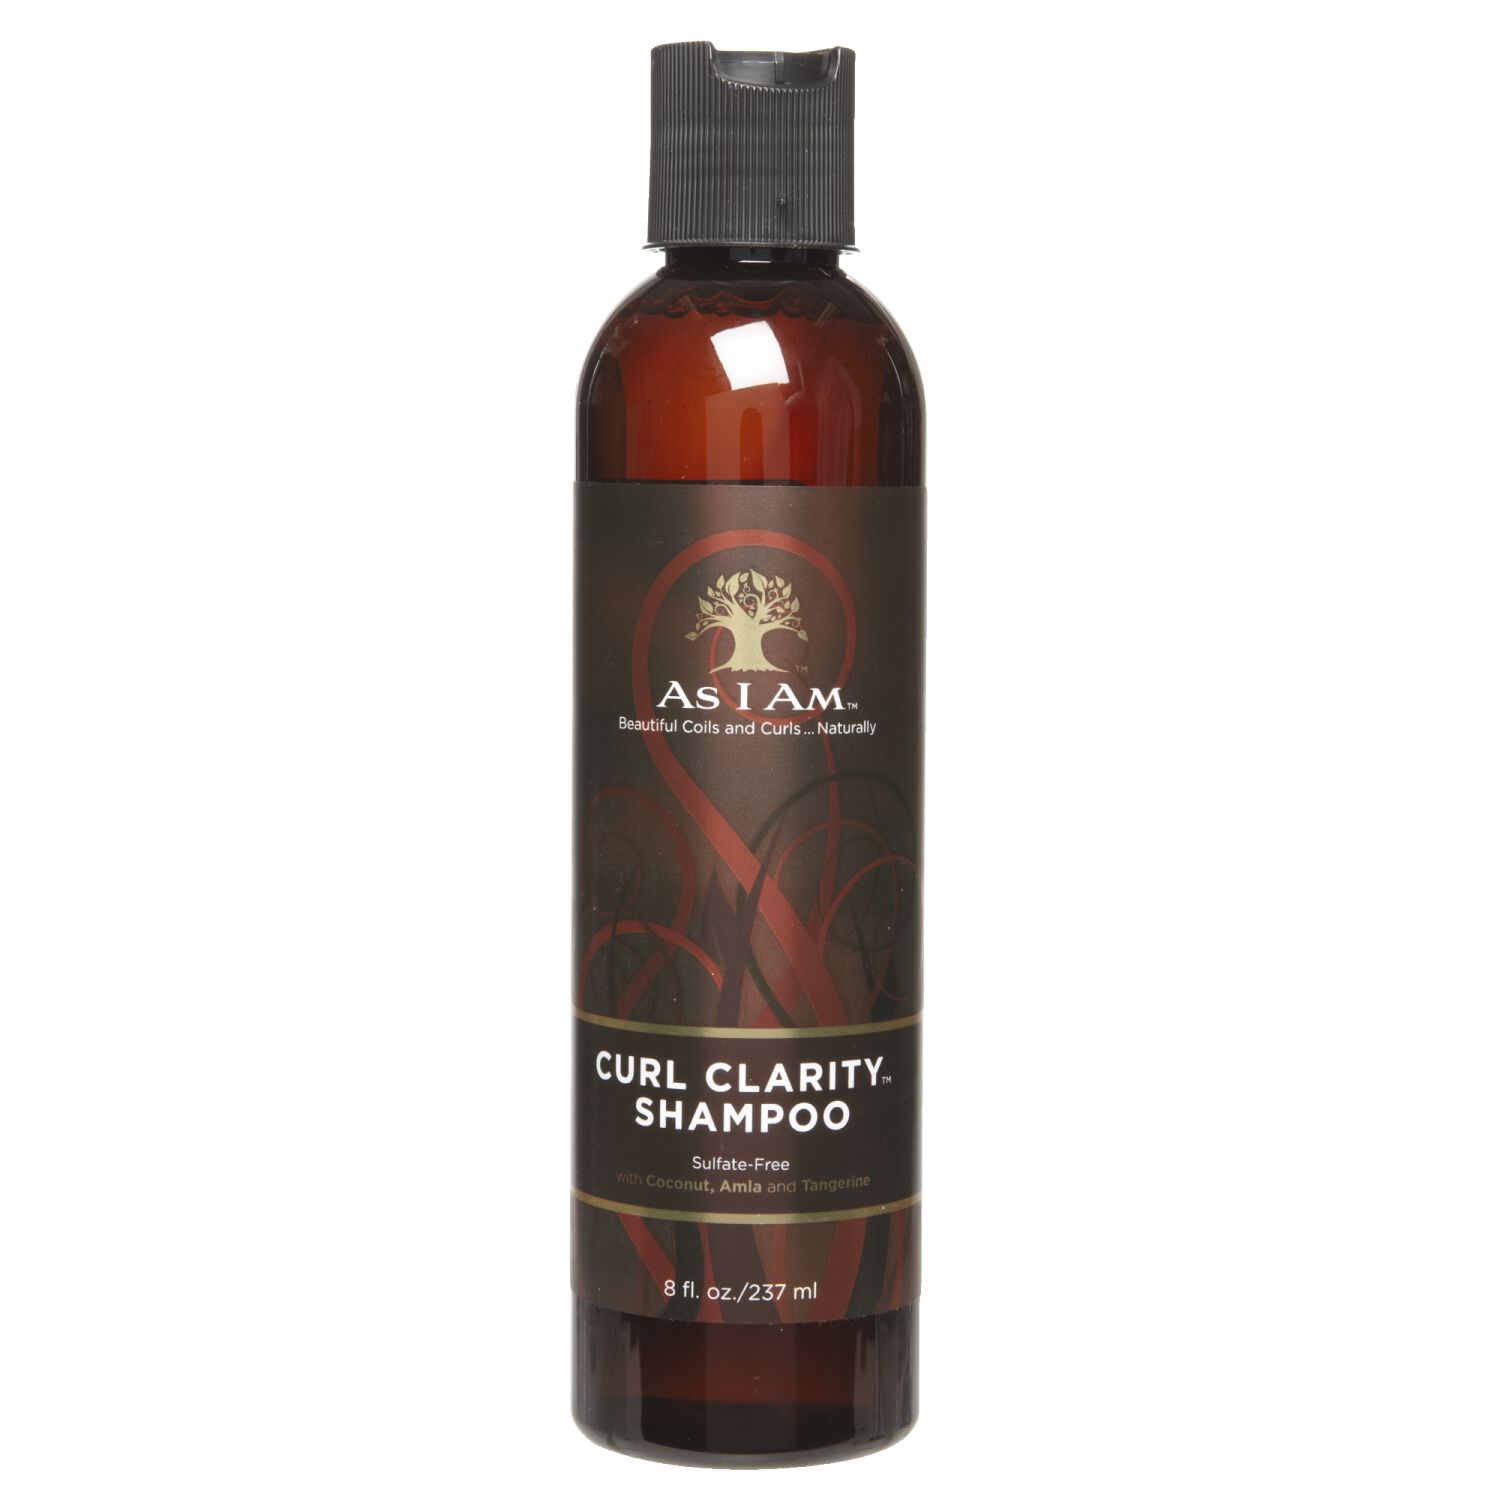 ™
AS I AM™
Beautiful Coils and Curls... Naturally
CURL CLARITY™
SHAMPOO
Sulfate-Free
with Coconut, Amla and Tangerine
8 fl. oz./237 ml